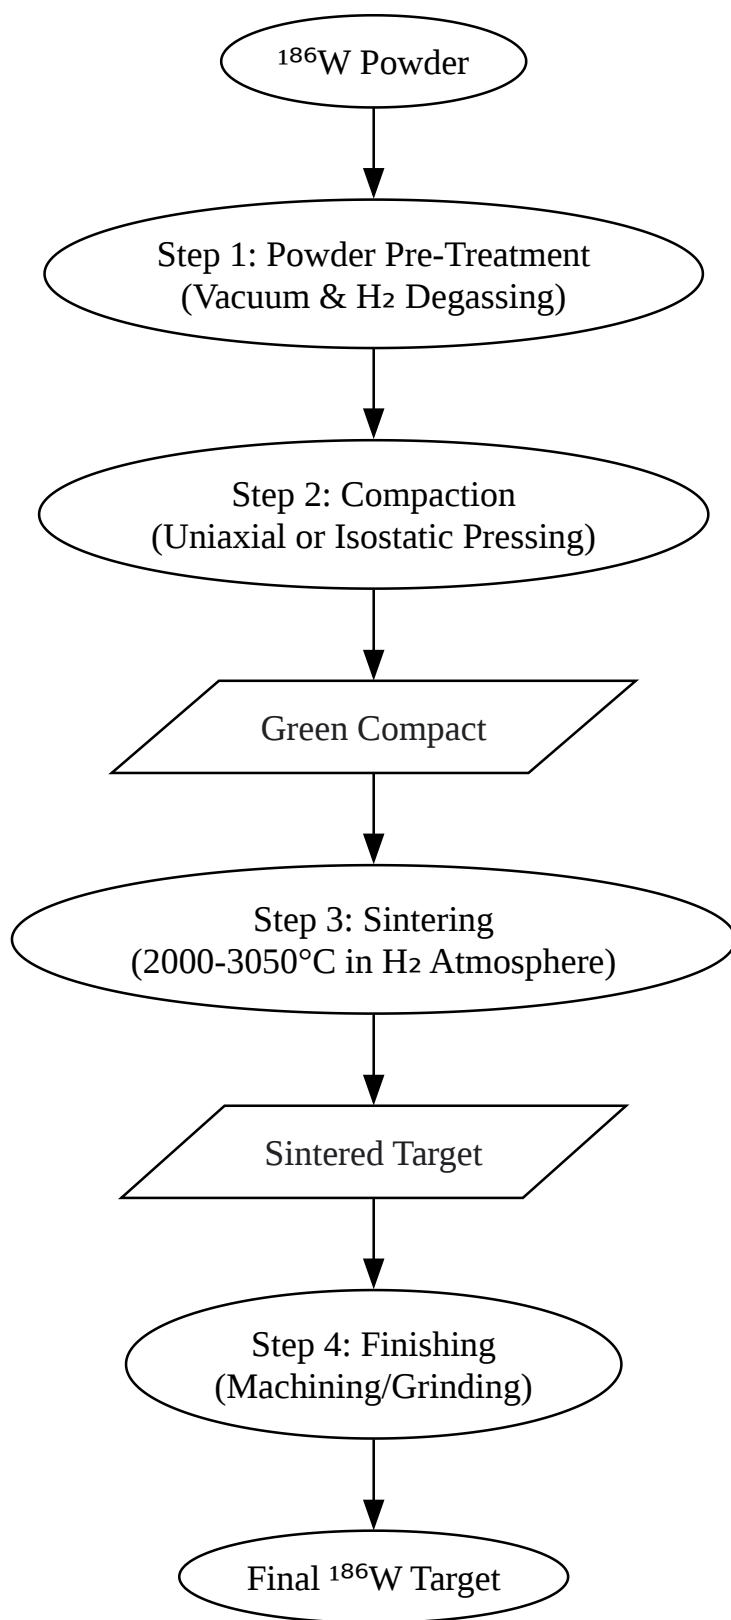 ¹⁸⁶W Powder
Step 1: Powder Pre-Treatment
(Vacuum & H₂ Degassing)
Step 2: Compaction
(Uniaxial or Isostatic Pressing)
Green Compact
Step 3: Sintering
(2000-3050°C in H₂ Atmosphere)
Sintered Target
Step 4: Finishing
(Machining/Grinding)
Final ¹⁸⁶W Target